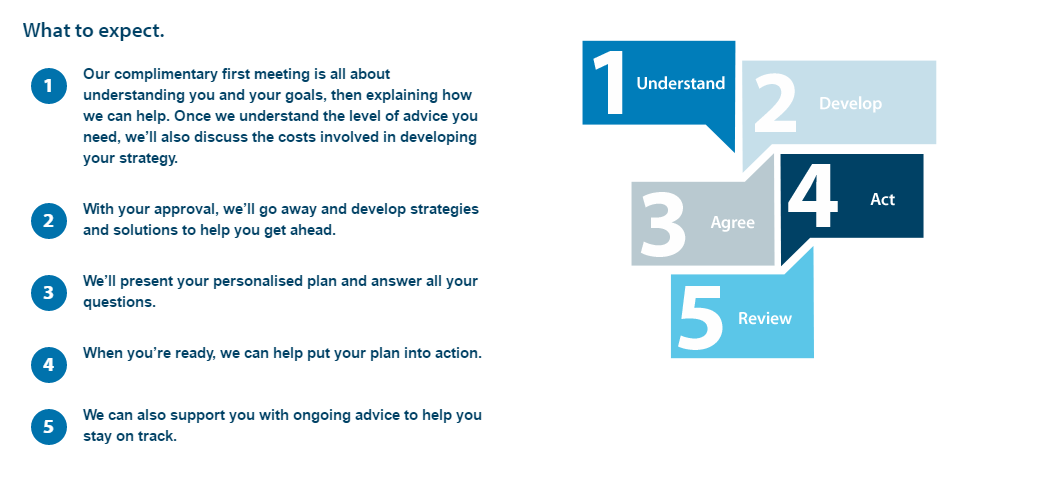 What to expect.
1
Our complimentary first meeting is all about
understanding you and your goals, then explaining how
we can help. Once we understand the level of advice you
need, we’ll also discuss the costs involved in developing
your strategy.
2
With your approval, we’ll go away and develop strategies
and solutions to help you get ahead.
3
We’ll present your personalised plan and answer all your
questions.
4
When you’re ready, we can help put your plan into action.
5
We can also support you with ongoing advice to help you
stay on track.
1 Understand
2 Develop
3 Agree
4 Act
5 Review